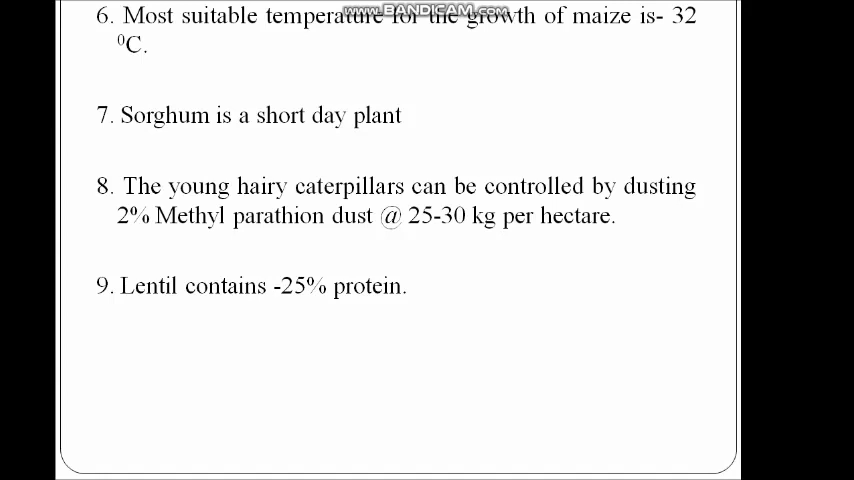 www.BANDICAM.com
6. Most suitable temperature for the growth of maize is- 32
⁰C.
7. Sorghum is a short day plant
8. The young hairy caterpillars can be controlled by dusting
2% Methyl parathion dust @ 25-30 kg per hectare.
9. Lentil contains -25% protein.